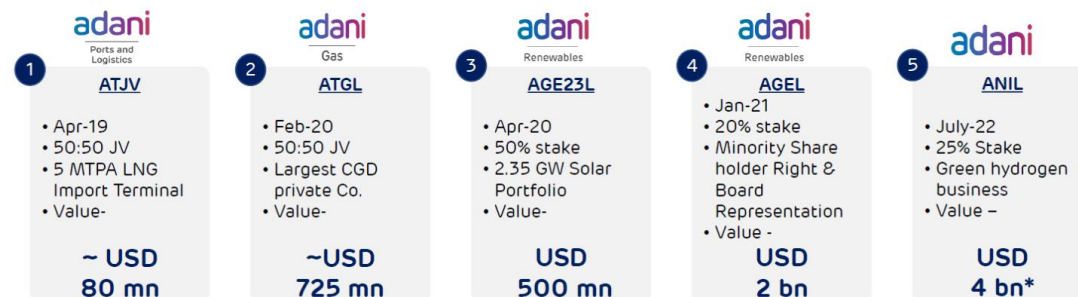 adani
Ports and
Logistics
1
ATJV
• Apr-19
• 50:50 JV
• 5 MTPA LNG
Import Terminal
• Value-
~ USD
80 mn
adani
Gas
2
ATGL
• Feb-20
• 50:50 JV
• Largest CGD
private Co.
• Value-
~USD
725 mn
adani
Renewables
3
AGE23L
• Apr-20
• 50% stake
• 2.35 GW Solar
Portfolio
• Value-
USD
500 mn
adani
Renewables
4
AGEL
• Jan-21
• 20% stake
• Minority Share
holder Right &
Board
Representation
• Value -
USD
2 bn
adani
5
ANIL
• July-22
• 25% Stake
• Green hydrogen
business
• Value –
USD
4 bn*